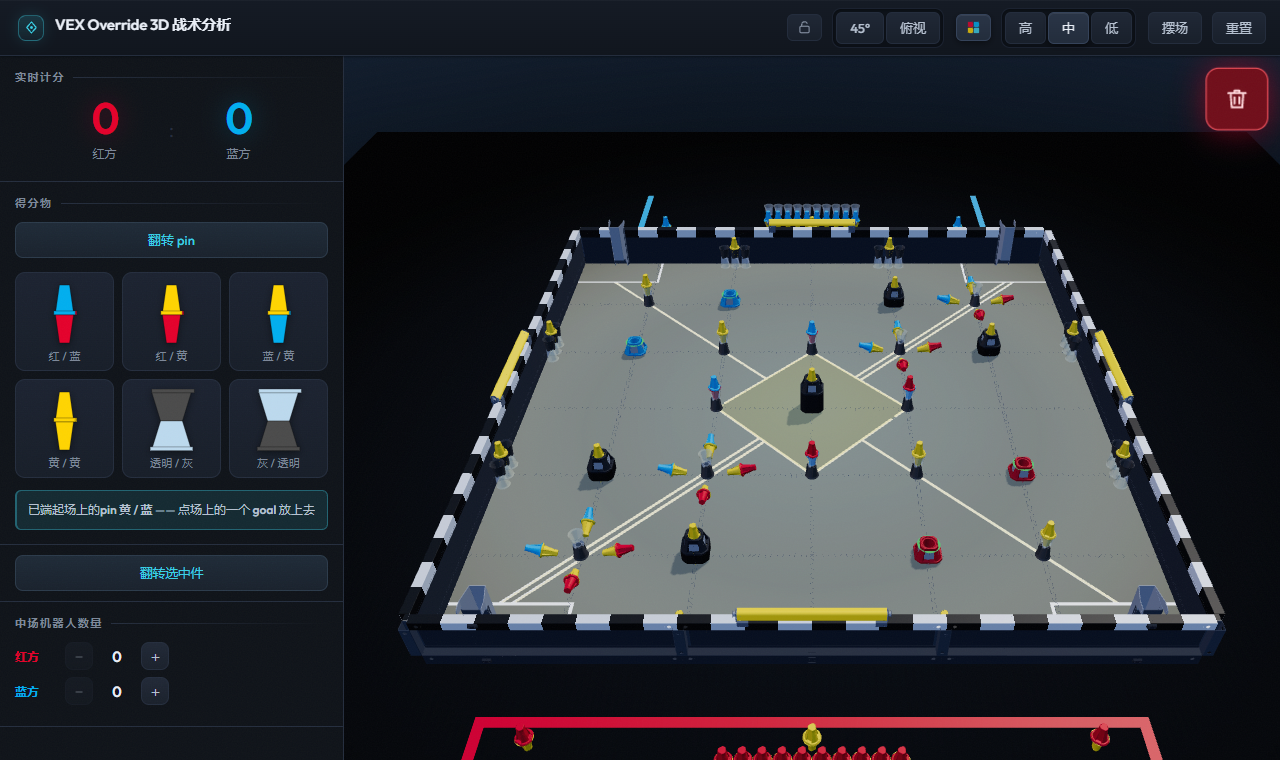 VEX Override 3D 战术分析
45° 俯视 高 中 低 摆场 重置
实时计分
0 : 0
红方 蓝方
得分物
翻转 pin
红 / 蓝 红 / 黄 蓝 / 黄
黄 / 黄 透明 / 灰 灰 / 透明
已端起场上的pin 黄 / 蓝 —— 点场上的一个 goal 放上去
翻转选中件
中场机器人数量
红方 − 0 +
蓝方 − 0 +